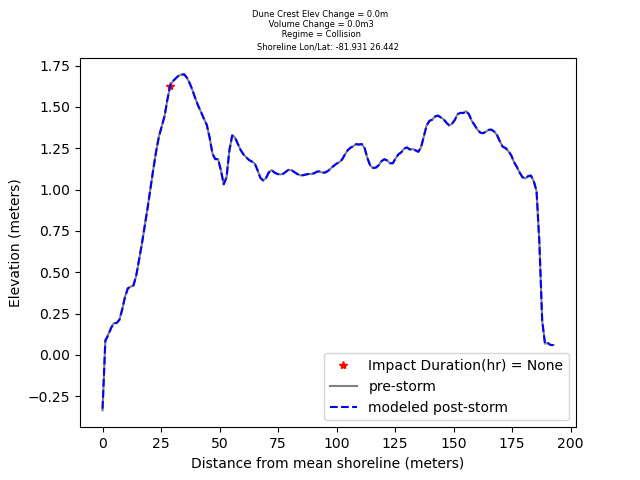 Dune Crest Elev Change = 0.0m
Volume Change = 0.0m3
Regime = Collision
Shoreline Lon/Lat: -81.931 26.442
1.75
1.50
1.25
1.00
0.75
0.50
0.25
0.00
−0.25
Elevation (meters)
Impact Duration(hr) = None
pre-storm
modeled post-storm
0 25 50 75 100 125 150 175 200
Distance from mean shoreline (meters)